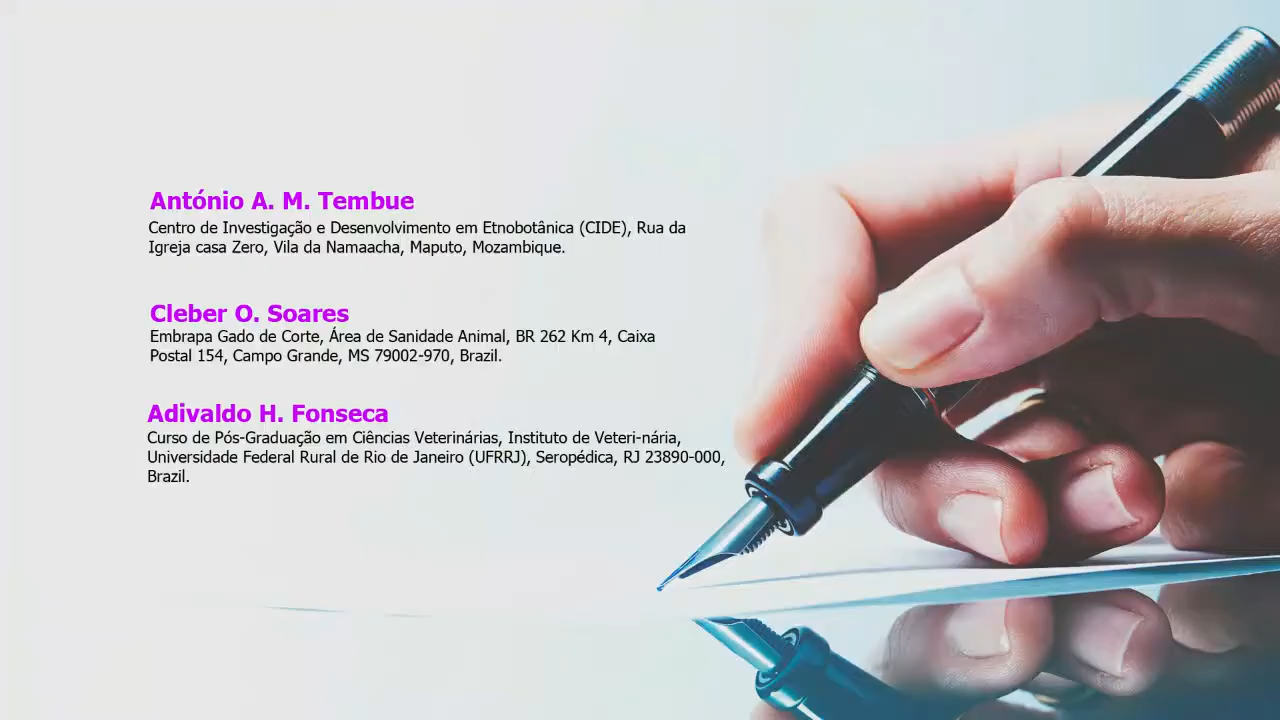 António A. M. Tembue
Centro de Investigação e Desenvolvimento em Etnobotânica (CIDE), Rua da
Igreja casa Zero, Vila da Namaacha, Maputo, Mozambique.
Cleber O. Soares
Embrapa Gado de Corte, Área de Sanidade Animal, BR 262 Km 4, Caixa
Postal 154, Campo Grande, MS 79002-970, Brazil.
Adivaldo H. Fonseca
Curso de Pós-Graduação em Ciências Veterinárias, Instituto de Veteri-nária,
Universidade Federal Rural de Rio de Janeiro (UFRRJ), Seropédica, RJ 23890-000,
Brazil.